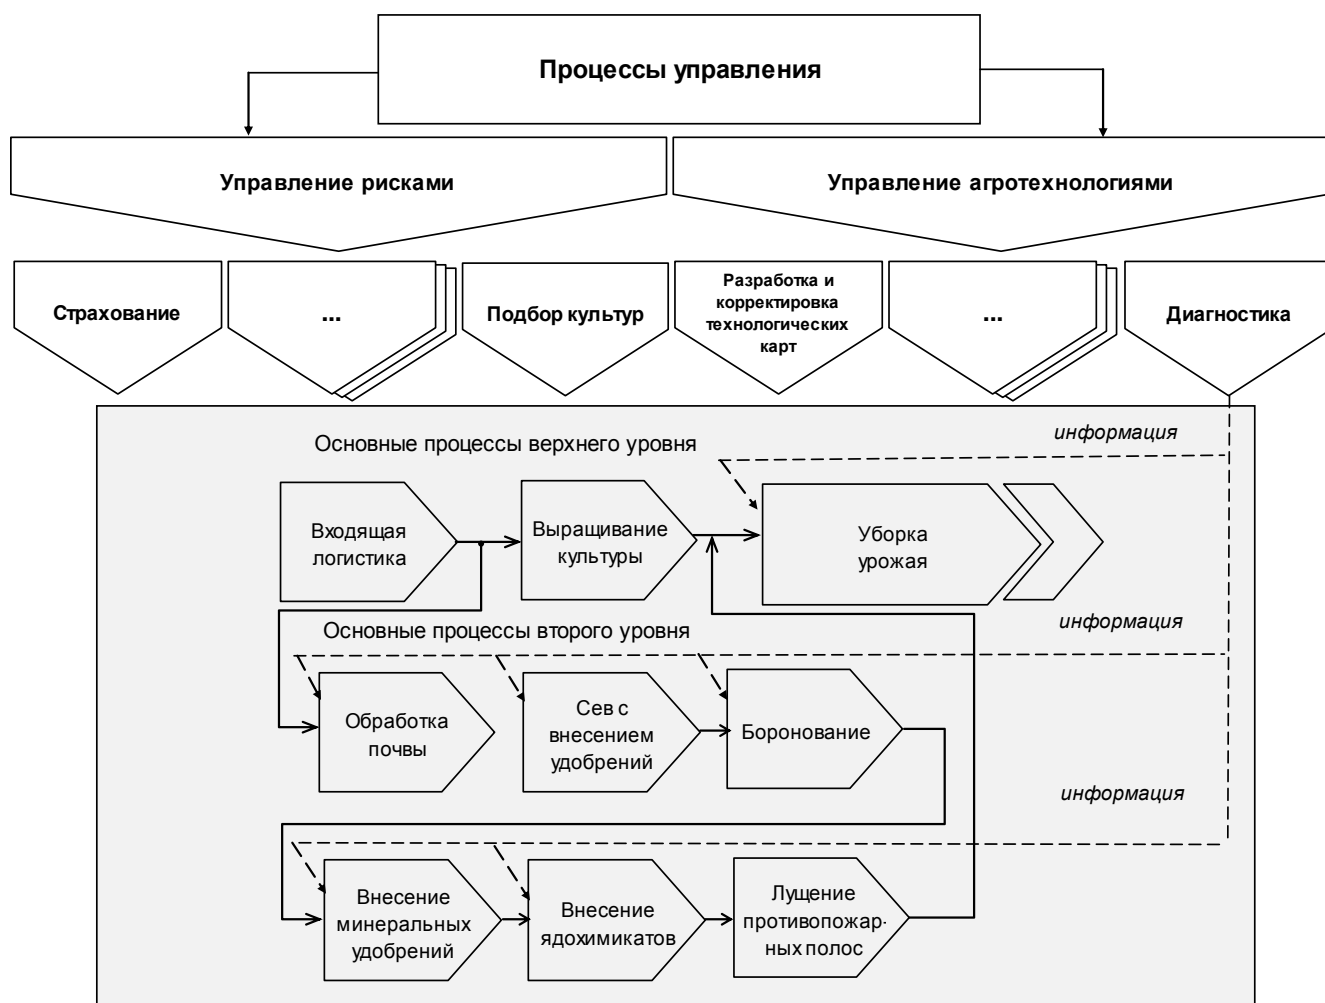 Процессы управления
Управление рисками
Управление агротехнологиями
Страхование
...
Подбор культур
Разработка и
корректировка
технологических
карт
...
Диагностика
Основные процессы верхнего уровня
информация
Входящая
логистика
Выращивание
культуры
Уборка
урожая
Основные процессы второго уровня
информация
Обработка
почвы
Сев с
внесением
удобрений
Боронование
информация
Внесение
минеральных
удобрений
Внесение
ядохимикатов
Лущение
противопожар-
ных полос